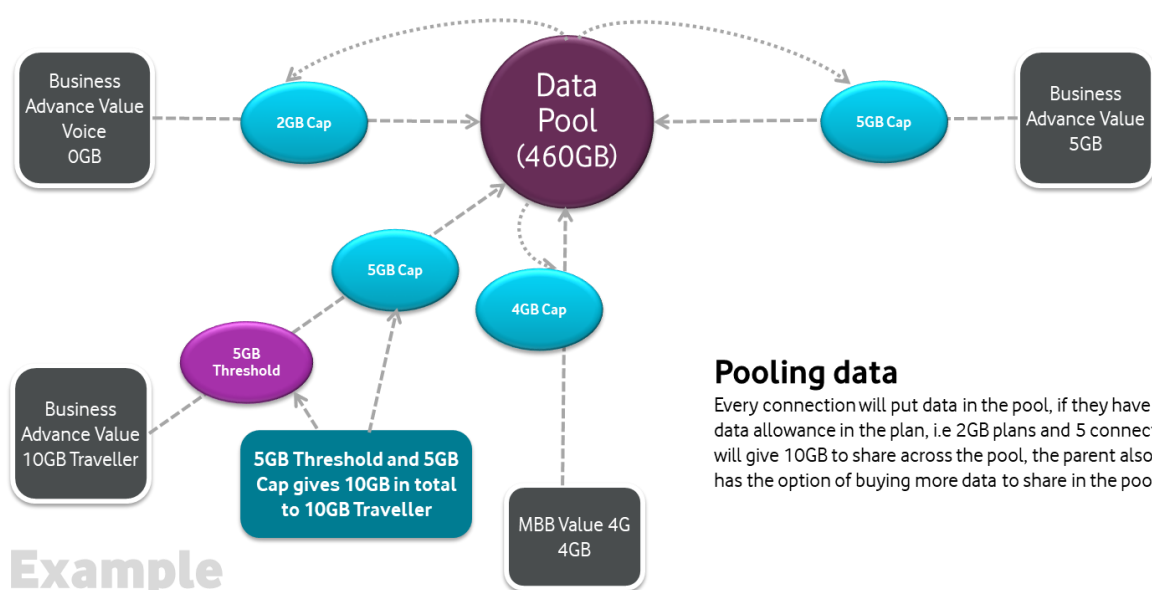 Business
Advance Value
Voice
0GB
2GB Cap
Data
Pool
(460GB)
5GB Cap
Business
Advance Value
5GB
5GB Cap
4GB Cap
5GB
Threshold
Business
Advance Value
10GB Traveller
5GB Threshold and 5GB
Cap gives 10GB in total
to 10GB Traveller
MBB Value 4G
4GB
Pooling data
Every connection will put data in the pool, if they have
data allowance in the plan, i.e 2GB plans and 5 connect
will give 10GB to share across the pool, the parent also
has the option of buying more data to share in the poo
Example